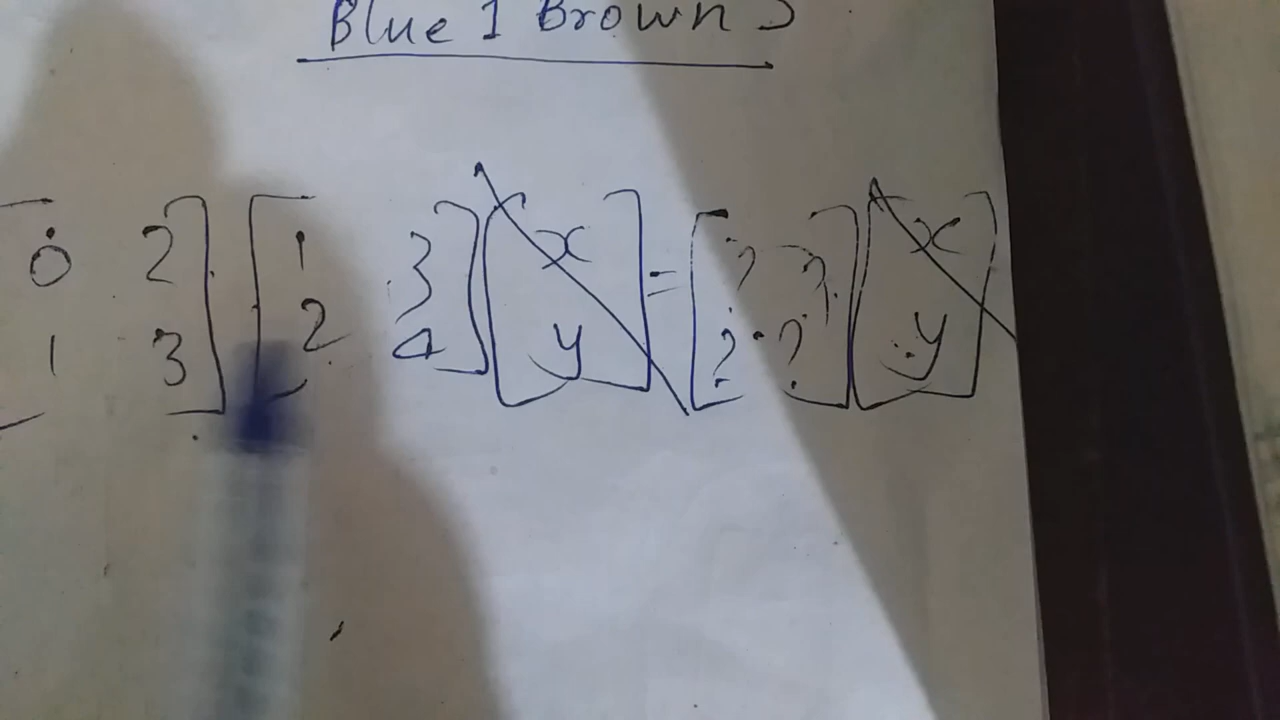 Blue 1 Brown
0 2 1 3 x = ? ? x
1 3 2 4 y ? ? y